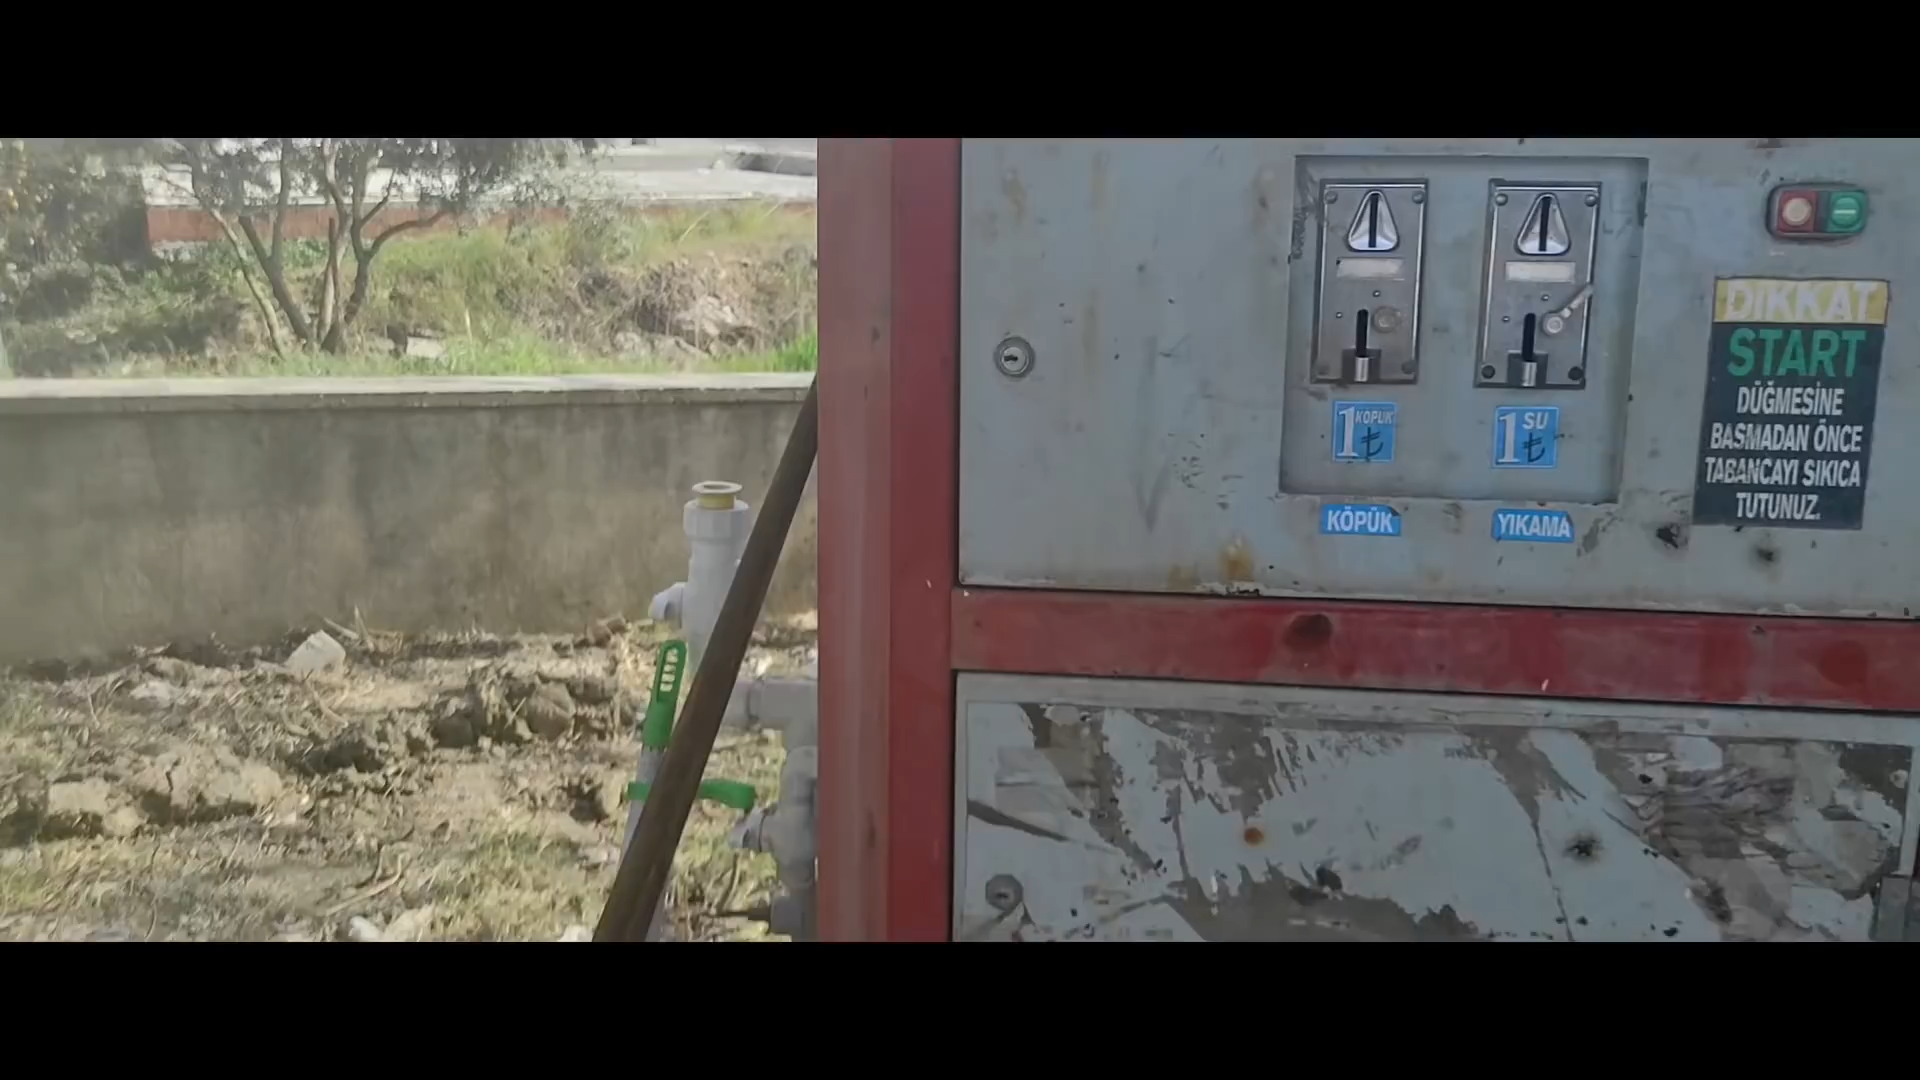 1 KÖPÜK ₺
1 SU ₺
KÖPÜK
YIKAMA
DİKKAT
START
DÜĞMESİNE
BASMADAN ÖNCE
TABANCAYI SIKICA
TUTUNUZ.